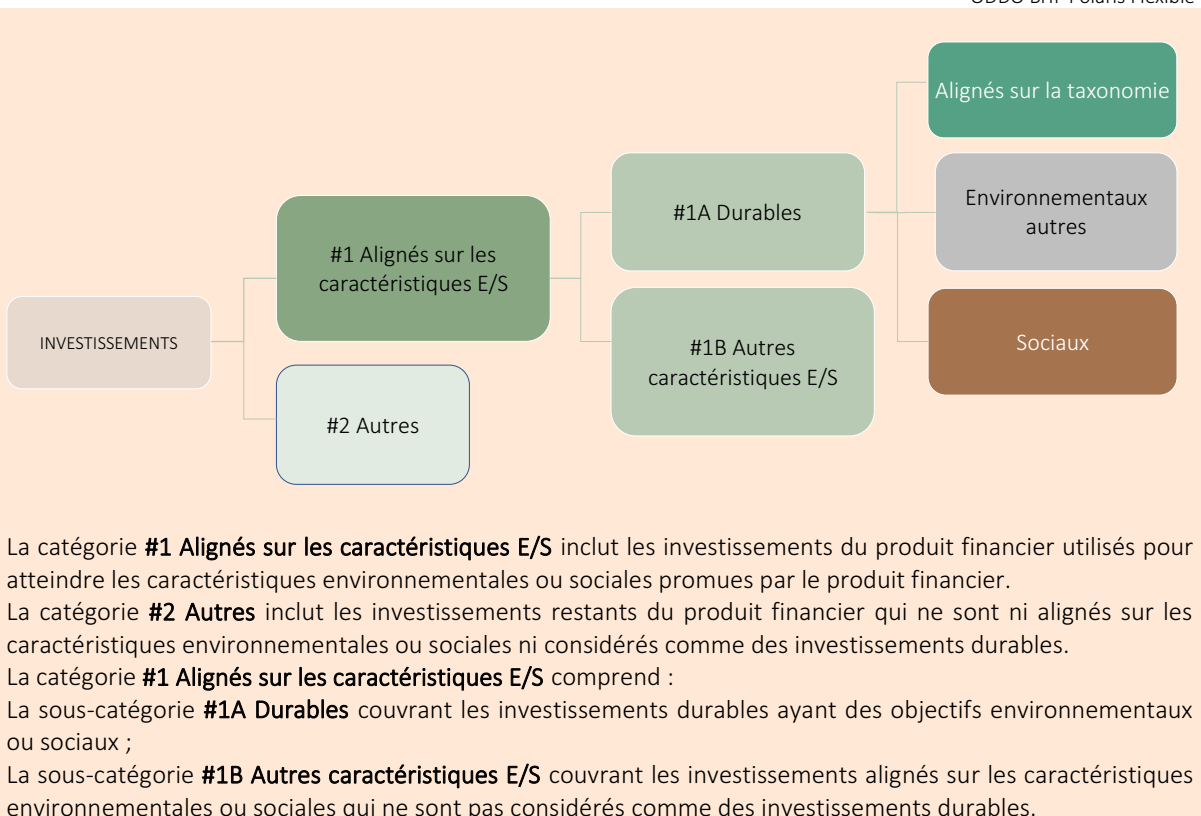 Alignés sur la taxonomie
Environnementaux
autres
#1A Durables
#1 Alignés sur les
caractéristiques E/S
INVESTISSEMENTS
#1B Autres
caractéristiques E/S
Sociaux
#2 Autres
La catégorie #1 Alignés sur les caractéristiques E/S inclut les investissements du produit financier utilisés pour
atteindre les caractéristiques environnementales ou sociales promues par le produit financier.
La catégorie #2 Autres inclut les investissements restants du produit financier qui ne sont ni alignés sur les
caractéristiques environnementales ou sociales ni considérés comme des investissements durables.
La catégorie #1 Alignés sur les caractéristiques E/S comprend :
La sous-catégorie #1A Durables couvrant les investissements durables ayant des objectifs environnementaux
ou sociaux ;
La sous-catégorie #1B Autres caractéristiques E/S couvrant les investissements alignés sur les caractéristiques
environnementales ou sociales qui ne sont pas considérés comme des investissements durables.